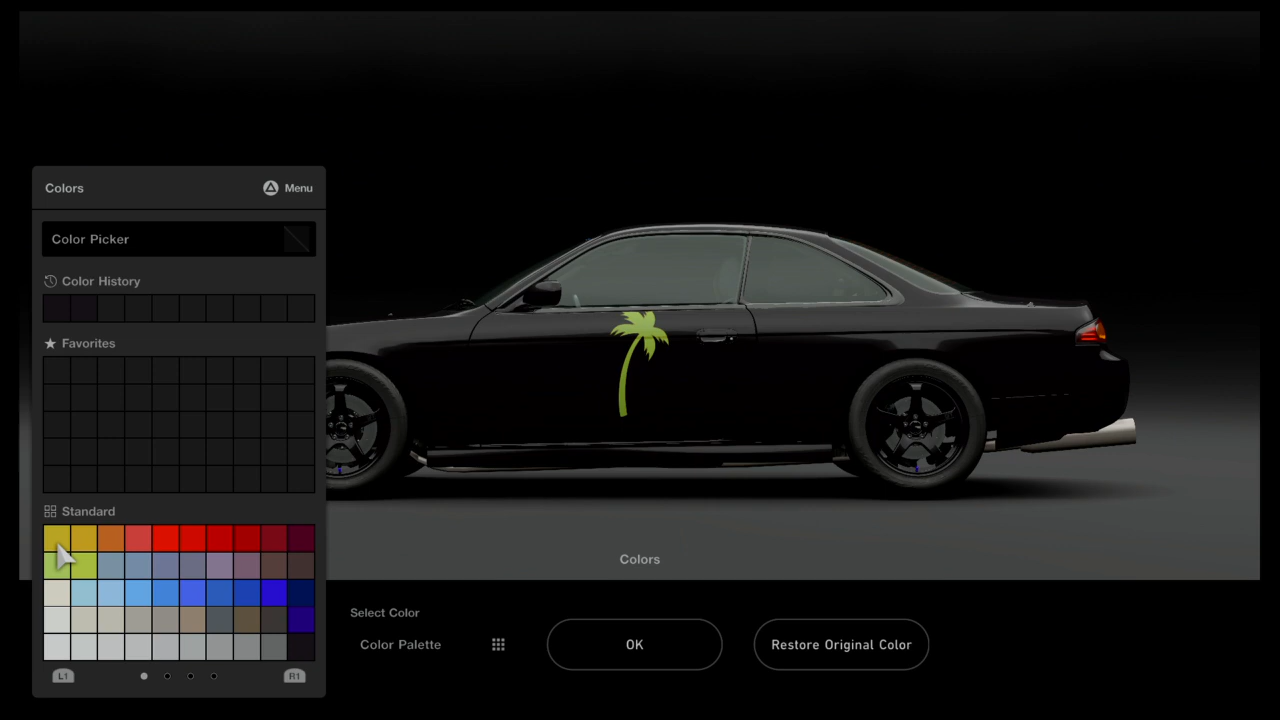 Colors
Menu
Color Picker
Color History
Favorites
Standard
L1
R1
Colors
Select Color
Color Palette
OK
Restore Original Color